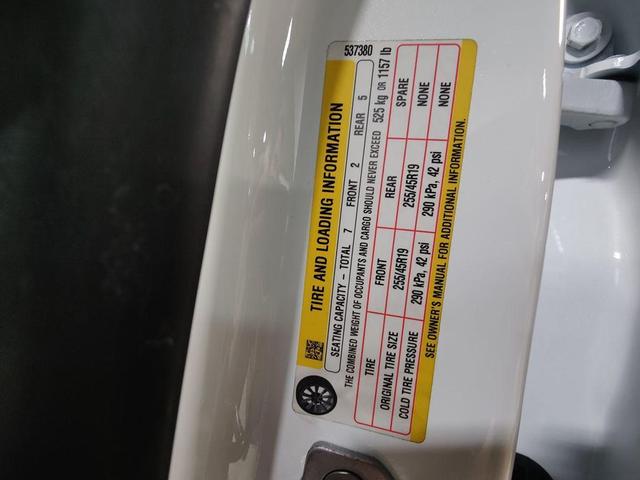 537380
TIRE AND LOADING INFORMATION
SEATING CAPACITY – TOTAL 7 FRONT 2 REAR 5
THE COMBINED WEIGHT OF OCCUPANTS AND CARGO SHOULD NEVER EXCEED 525 kg OR 1157 lb
TIRE FRONT REAR SPARE
ORIGINAL TIRE SIZE 255/45R19 255/45R19 NONE
COLD TIRE PRESSURE 290 kPa, 42 psi 290 kPa, 42 psi NONE
SEE OWNER'S MANUAL FOR ADDITIONAL INFORMATION.